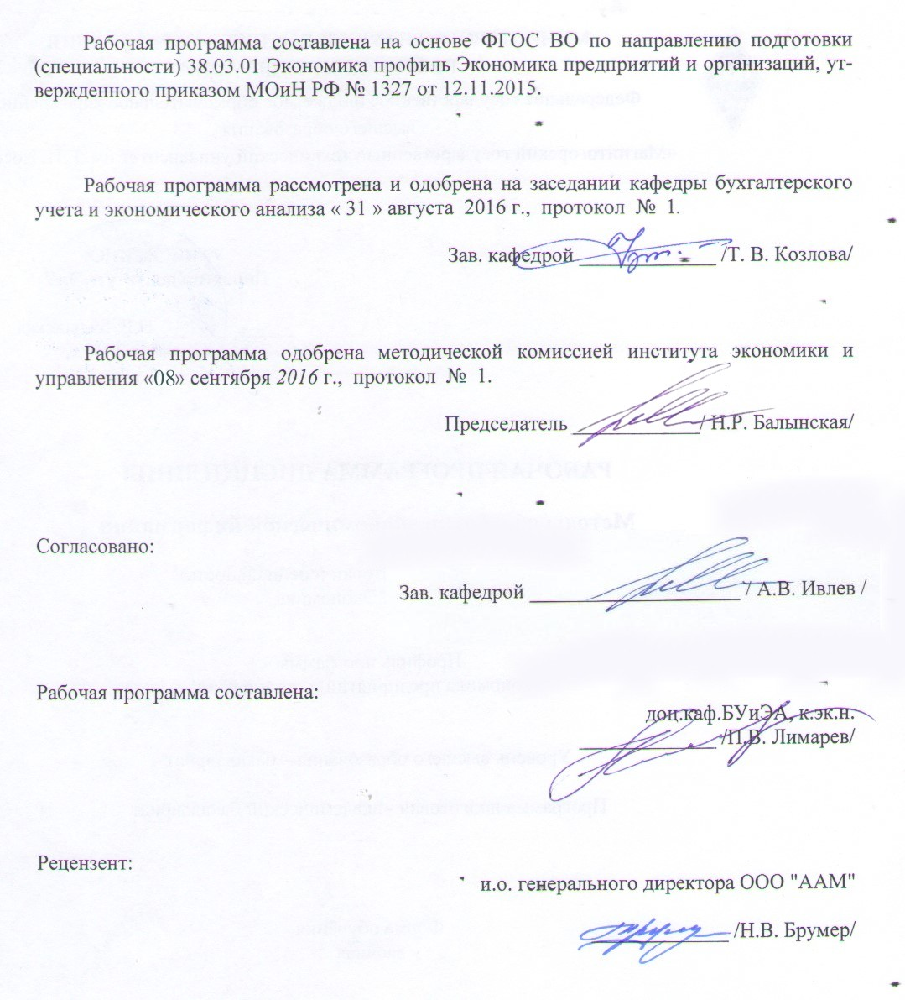 Рабочая программа составлена на основе ФГОС ВО по направлению подготовки
(специальности) 38.03.01 Экономика профиль Экономика предприятий и организаций, ут-
вержденного приказом МОиН РФ № 1327 от 12.11.2015.
Рабочая программа рассмотрена и одобрена на заседании кафедры бухгалтерского
учета и экономического анализа « 31 » августа 2016 г., протокол № 1.
Зав. кафедрой ____________ /Т. В. Козлова/
Рабочая программа одобрена методической комиссией института экономики и
управления «08» сентября 2016 г., протокол № 1.
Председатель ____________/ Н.Р. Балынская/
Согласовано:
Зав. кафедрой ____________________/ А.В. Ивлев /
Рабочая программа составлена:
доц.каф.БУиЭА, к.эк.н.
_____________ /П.В. Лимарев/
Рецензент:
и.о. генерального директора ООО "ААМ"
_____________ /Н.В. Брумер/